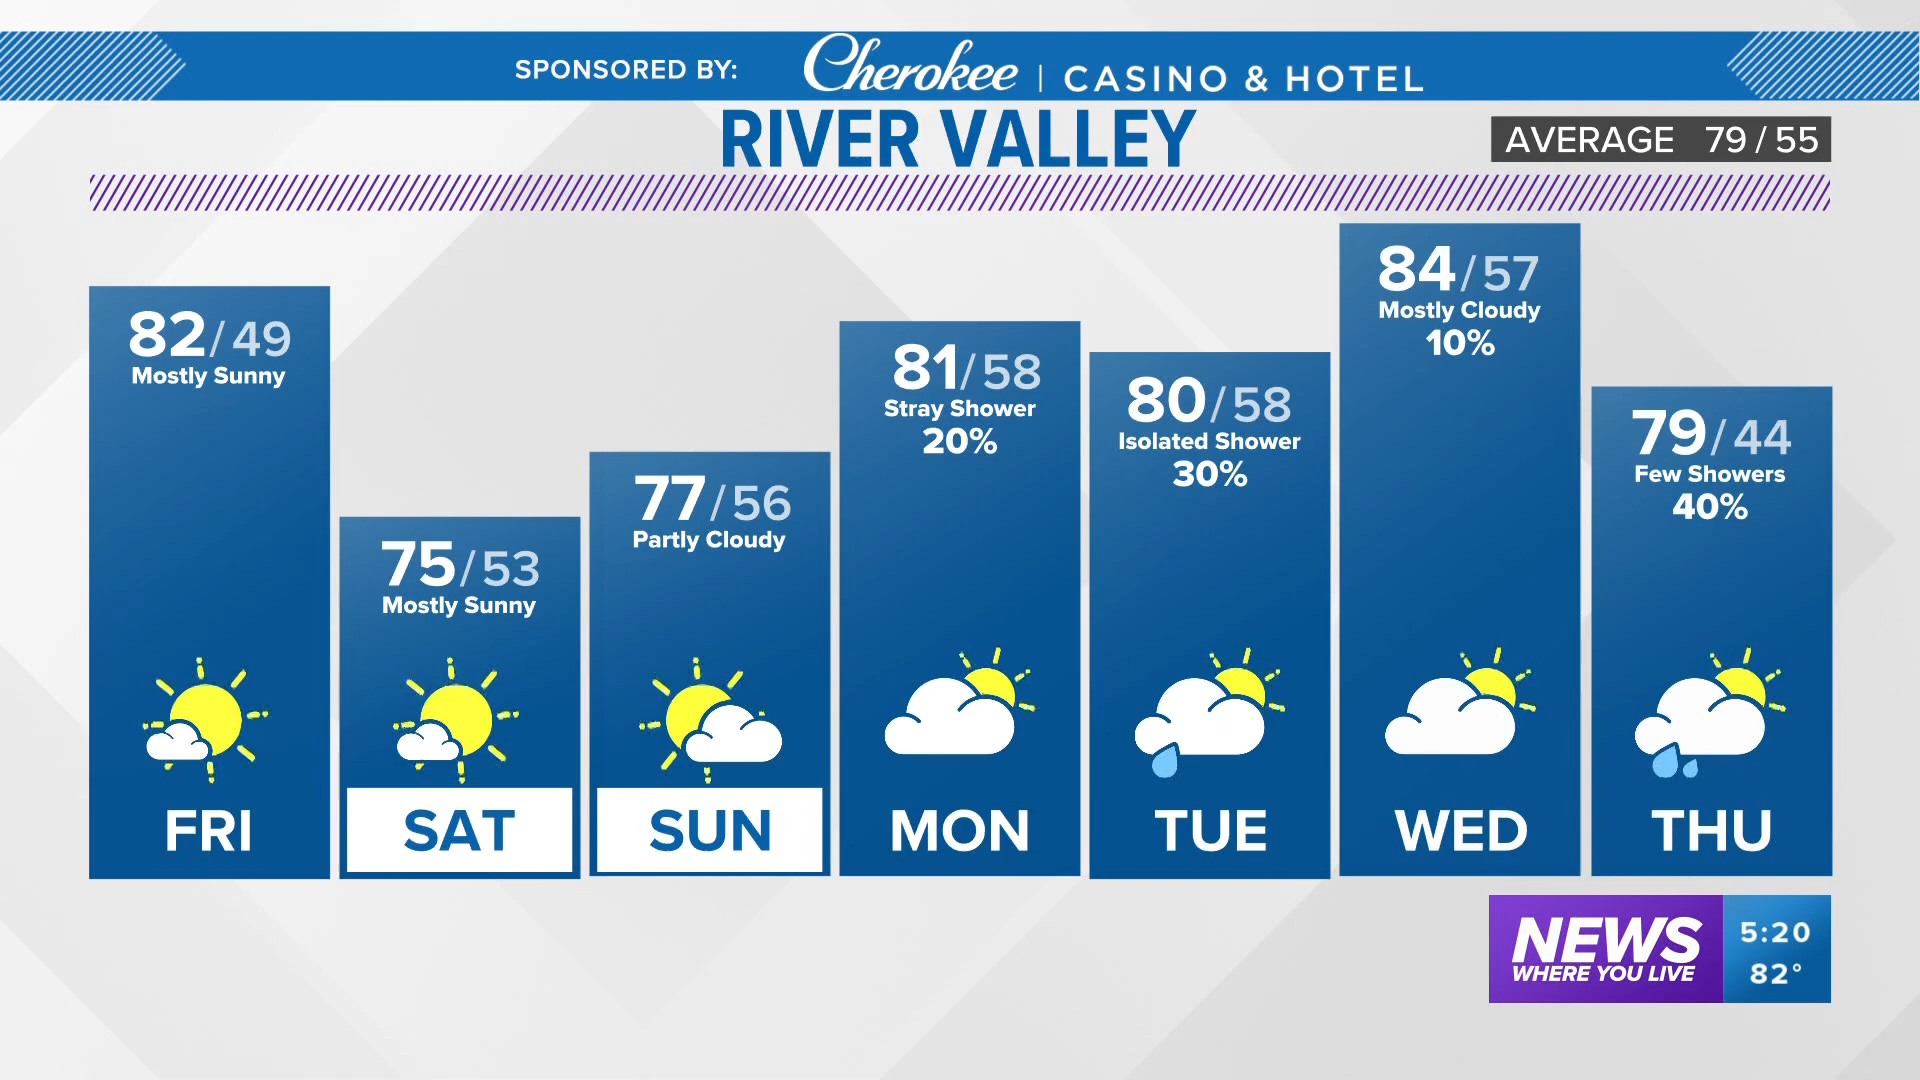 SPONSORED BY: Cherokee | CASINO & HOTEL
RIVER VALLEY
AVERAGE 79/55
82/49
Mostly Sunny
FRI
75/53
Mostly Sunny
SAT
77/56
Partly Cloudy
SUN
81/58
Stray Shower
20%
MON
80/58
Isolated Shower
30%
TUE
84/57
Mostly Cloudy
10%
WED
79/44
Few Showers
40%
THU
NEWS
WHERE YOU LIVE
5:20
82°